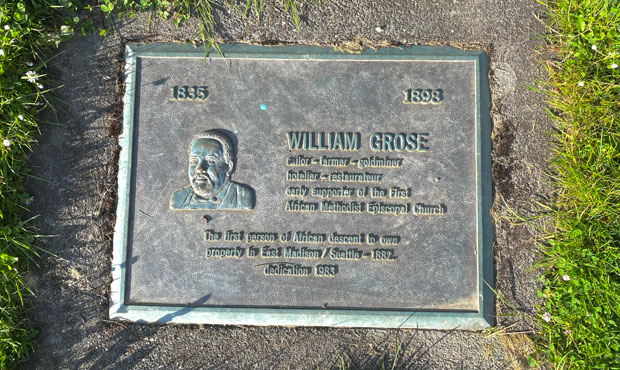 1835 1898
WILLIAM GROSE
sailor - farmer - goldminer
hotelier - restaurateur
early supporter of the First
African Methodist Episcopal Church
The first person of African descent to own
property in East Madison / Seattle - 1882.
dedication 1983